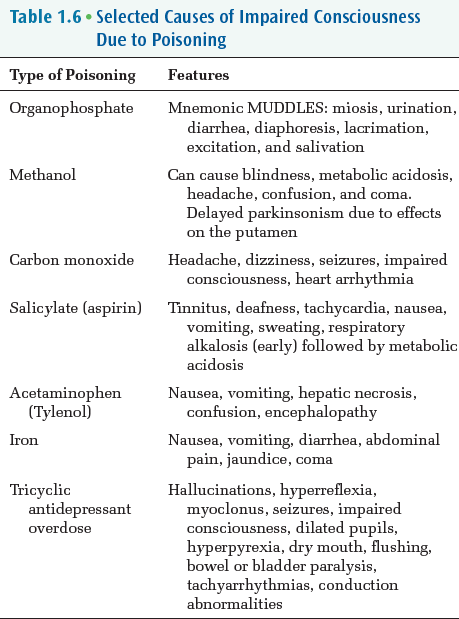 Table 1.6 • Selected Causes of Impaired Consciousness
Due to Poisoning
Type of Poisoning Features
Organophosphate Mnemonic MUDDLES: miosis, urination,
diarrhea, diaphoresis, lacrimation,
excitation, and salivation
Methanol Can cause blindness, metabolic acidosis,
headache, confusion, and coma.
Delayed parkinsonism due to effects
on the putamen
Carbon monoxide Headache, dizziness, seizures, impaired
consciousness, heart arrhythmia
Salicylate (aspirin) Tinnitus, deafness, tachycardia, nausea,
vomiting, sweating, respiratory
alkalosis (early) followed by metabolic
acidosis
Acetaminophen Nausea, vomiting, hepatic necrosis,
(Tylenol) confusion, encephalopathy
Iron Nausea, vomiting, diarrhea, abdominal
pain, jaundice, coma
Tricyclic Hallucinations, hyperreflexia,
antidepressant myoclonus, seizures, impaired
overdose consciousness, dilated pupils,
hyperpyrexia, dry mouth, flushing,
bowel or bladder paralysis,
tachyarrhythmias, conduction
abnormalities